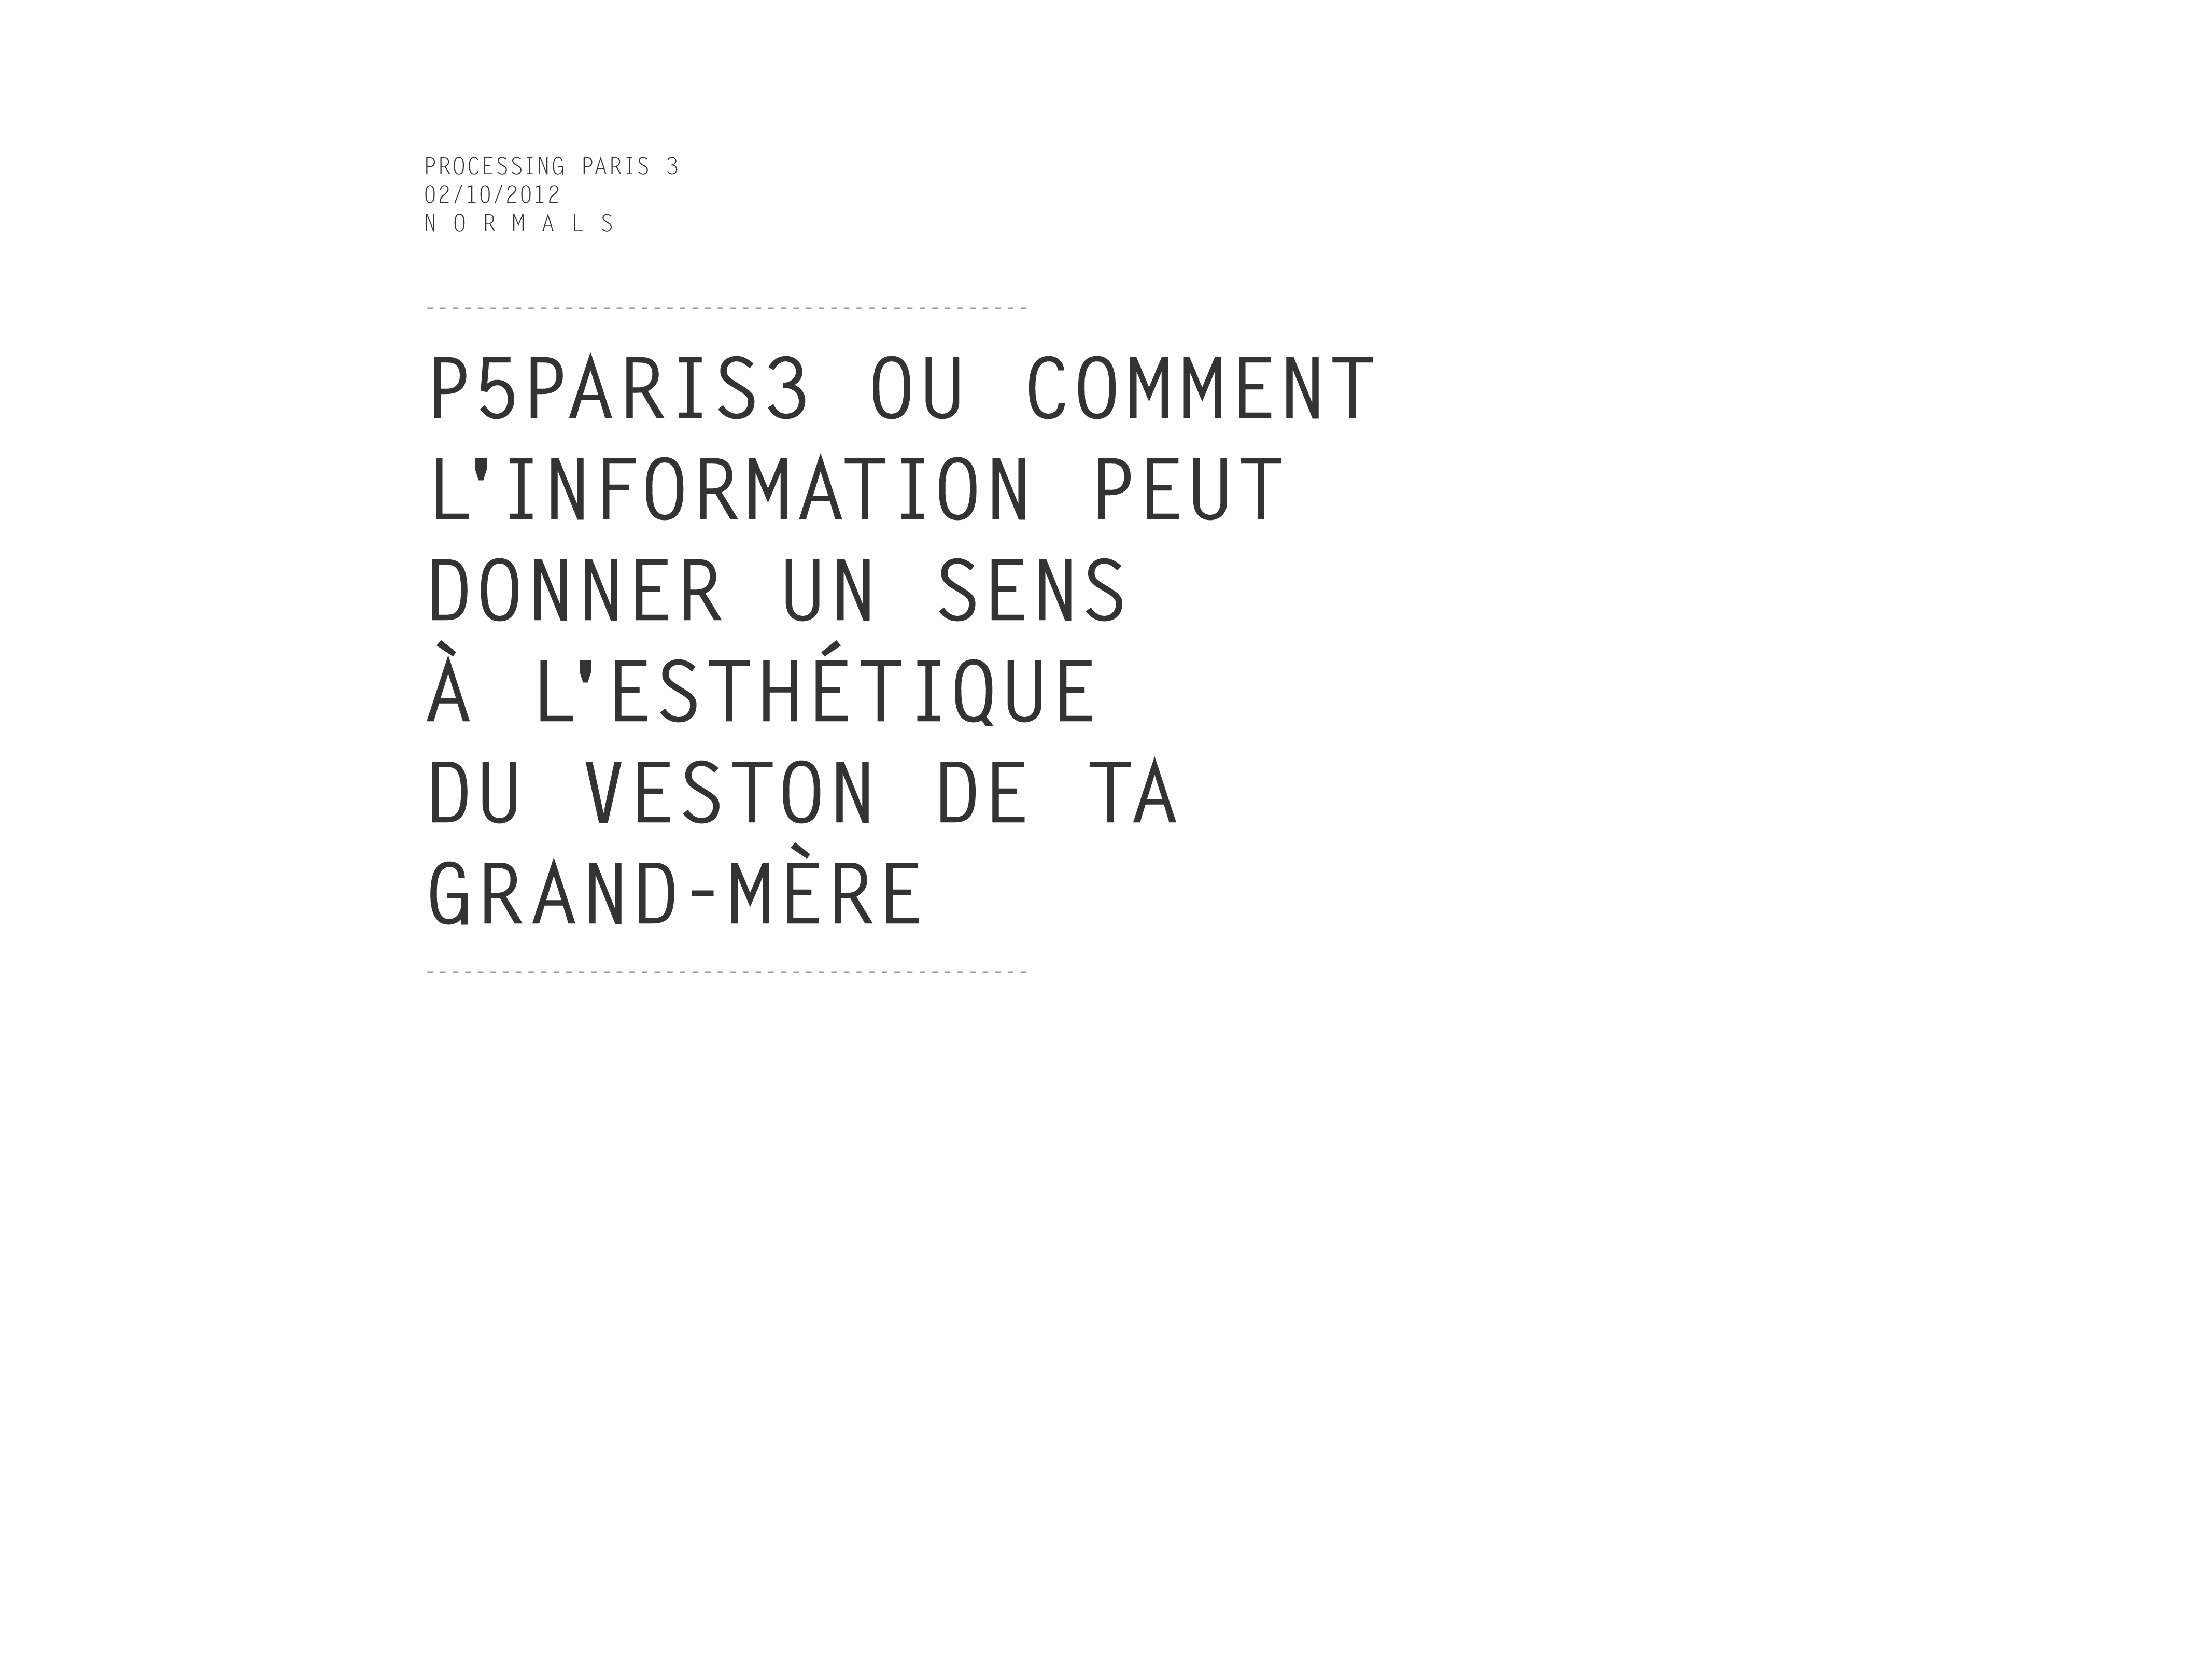 PROCESSING PARIS 3
02/10/2012
N O R M A L S
------------------------------------------------
P5PARIS3 OU COMMENT
L'INFORMATION PEUT
DONNER UN SENS
À L'ESTHÉTIQUE
DU VESTON DE TA
GRAND-MÈRE
------------------------------------------------